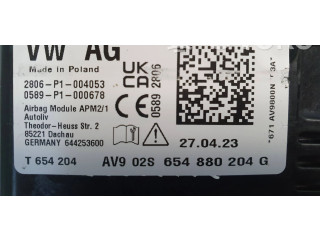 VW AG
Made in Poland
2806-P1-004053
0589-P1-000678
UK
CA
CE
0589 2806
Airbag Module APM2/1
Autoliv
Theodor-Heuss Str. 2
85221 Dachau
GERMANY 644253600
27.04.23
T 654 204
AV9 02S 654 880 204 G